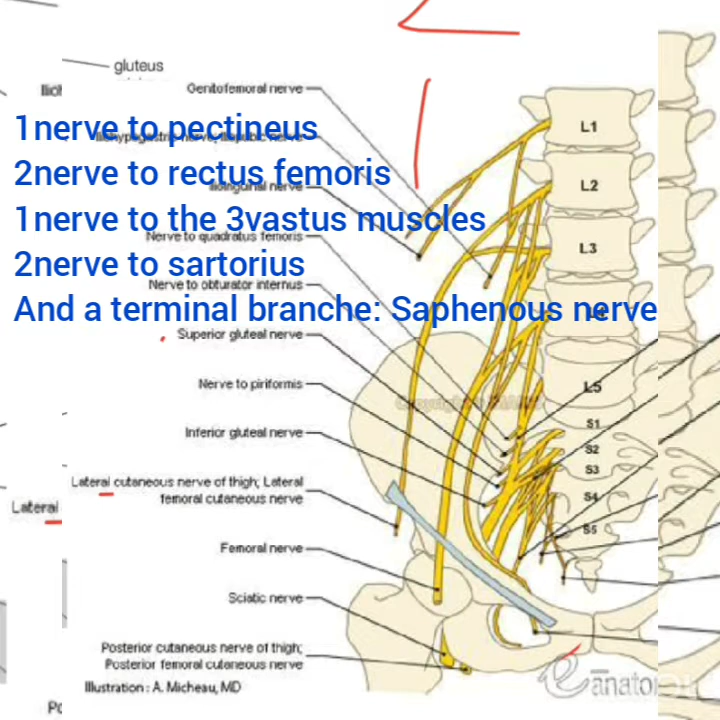 gluteus
Genitofemoral nerve
1nerve to pectineus
2nerve to rectus femoris
Ilioinguinal nerve
1nerve to the 3vastus muscles
Nerve to quadratus femoris
2nerve to sartorius
Nerve to obturator internus
And a terminal branche: Saphenous nerve
Superior gluteal nerve
Nerve to piriformis
Inferior gluteal nerve
Lateral cutaneous nerve of thigh; Lateral
femoral cutaneous nerve
Lateral
Femoral nerve
Sciatic nerve
Posterior cutaneous nerve of thigh;
Posterior femoral cutaneous nerve
Illustration : A. Micheau, MD
L1
L2
L3
L4
L5
S1
S2
S3
S4
S5